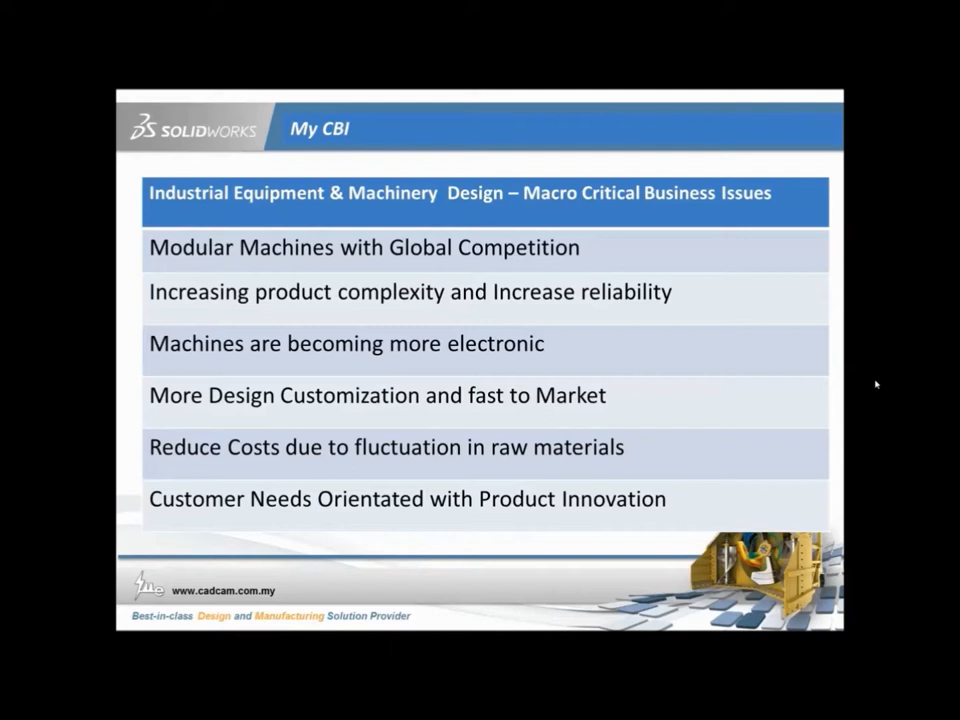 SOLIDWORKS
My CBI
Industrial Equipment & Machinery Design – Macro Critical Business Issues
Modular Machines with Global Competition
Increasing product complexity and Increase reliability
Machines are becoming more electronic
More Design Customization and fast to Market
Reduce Costs due to fluctuation in raw materials
Customer Needs Orientated with Product Innovation
www.cadcam.com.my
Best-in-class Design and Manufacturing Solution Provider